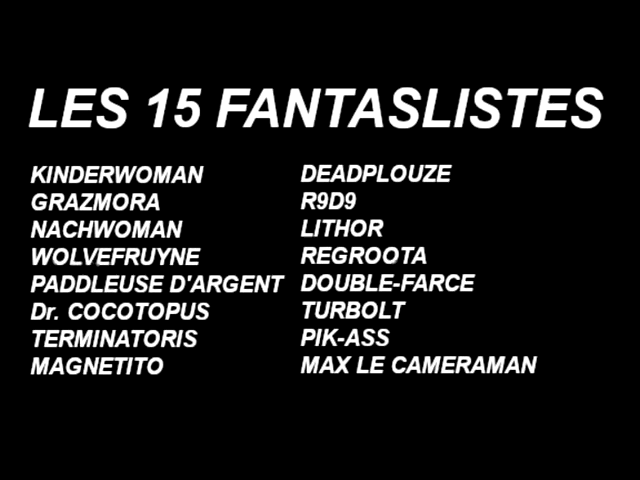 LES 15 FANTASLISTES
KINDERWOMAN
GRAZMORA
NACHWOMAN
WOLVEFRUYNE
PADDLEUSE D'ARGENT
Dr. COCOTOPUS
TERMINATORIS
MAGNETITO
DEADPLOUZE
R9D9
LITHOR
REGROOTA
DOUBLE-FARCE
TURBOLT
PIK-ASS
MAX LE CAMERAMAN